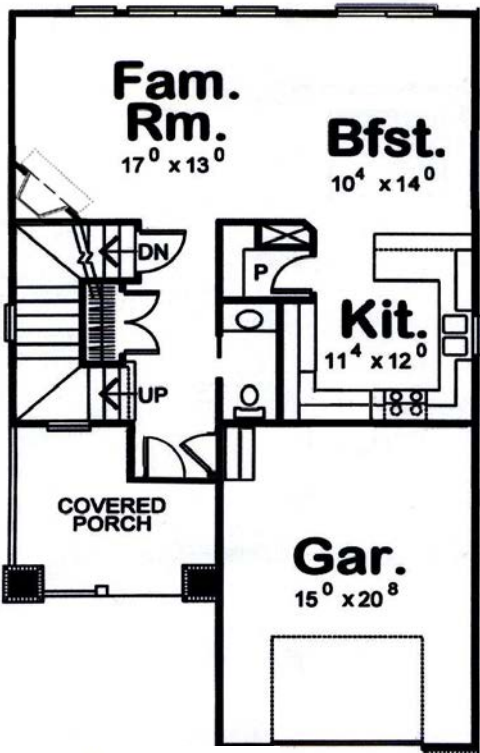 Fam.
Rm.
17⁰ x 13⁰
Bfst.
10⁴ x 14⁰
DN
P
Kit.
11⁴ x 12⁰
UP
COVERED
PORCH
Gar.
15⁰ x 20⁸